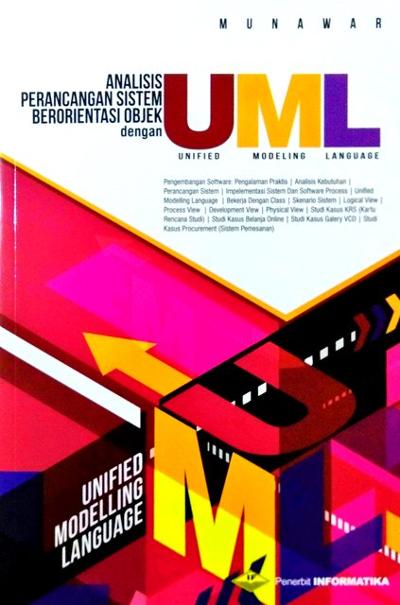 MUNAWAR
ANALISIS
PERANCANGAN SISTEM
BERORIENTASI OBJEK
dengan
UML
UNIFIED MODELING LANGUAGE
Pengembangan Software: Pengalaman Praktis | Analisis Kebutuhan |
Perancangan Sistem | Impelementasi Sistem Dan Software Process | Unified
Modelling Language | Bekerja Dengan Class | Skenario Sistem | Logical View |
Process View | Development View | Physical View | Studi Kasus KRS (Kartu
Rencana Studi) | Studi Kasus Belanja Online | Studi Kasus Galery VCD | Studi
Kasus Procurement (Sistem Pemesanan)
UML
UNIFIED
MODELLING
LANGUAGE
IF
Penerbit INFORMATIKA